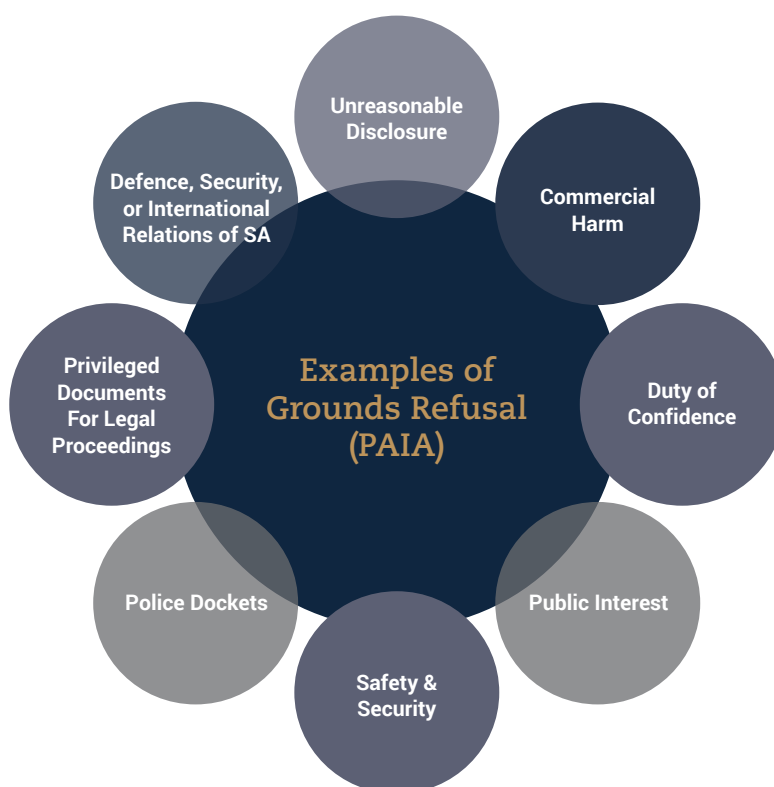 Unreasonable
Disclosure
Commercial
Harm
Duty of
Confidence
Public Interest
Safety &
Security
Police Dockets
Privileged
Documents
For Legal
Proceedings
Defence, Security,
or International
Relations of SA
Examples of
Grounds Refusal
(PAIA)